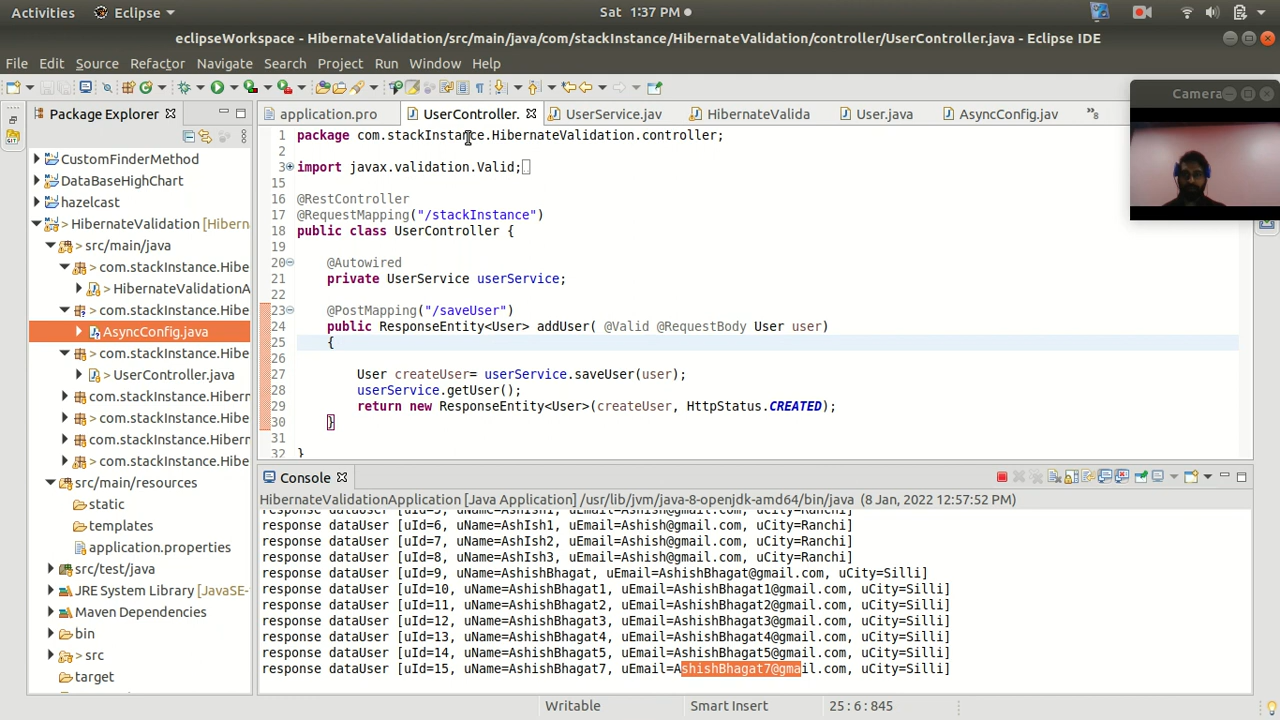 Activities Eclipse Sat 1:37 PM
eclipseWorkspace - HibernateValidation/src/main/java/com/stackInstance/HibernateValidation/controller/UserController.java - Eclipse IDE
File Edit Source Refactor Navigate Search Project Run Window Help
Package Explorer
application.pro UserController. UserService.jav HibernateValida User.java AsyncConfig.jav
Camera
CustomFinderMethod
DataBaseHighChart
hazelcast
> HibernateValidation [Hibern
> src/main/java
> com.stackInstance.Hibe
> HibernateValidationA
> com.stackInstance.Hibe
AsyncConfig.java
> com.stackInstance.Hibe
> UserController.java
> com.stackInstance.Hibern
> com.stackInstance.Hibe
> com.stackInstance.Hibern
> com.stackInstance.Hibe
src/main/resources
static
templates
application.properties
> src/test/java
JRE System Library [JavaSE-
Maven Dependencies
bin
> src
target
1 package com.stackInstance.HibernateValidation.controller;
2
3 import javax.validation.Valid;
15
16 @RestController
17 @RequestMapping("/stackInstance")
18 public class UserController {
19
20 @Autowired
21 private UserService userService;
22
23 @PostMapping("/saveUser")
24 public ResponseEntity<User> addUser( @Valid @RequestBody User user)
25 {
26
27 User createUser= userService.saveUser(user);
28 userService.getUser();
29 return new ResponseEntity<User>(createUser, HttpStatus.CREATED);
30 }
31
32 }
Console
HibernateValidationApplication [Java Application] /usr/lib/jvm/java-8-openjdk-amd64/bin/java (8 Jan, 2022 12:57:52 PM)
response dataUser [uId=5, uName=AshIsh, uEmail=Ashish@gmail.com, uCity=Ranchi]
response dataUser [uId=6, uName=AshIsh1, uEmail=Ashish@gmail.com, uCity=Ranchi]
response dataUser [uId=7, uName=AshIsh2, uEmail=Ashish@gmail.com, uCity=Ranchi]
response dataUser [uId=8, uName=AshIsh3, uEmail=Ashish@gmail.com, uCity=Ranchi]
response dataUser [uId=9, uName=AshishBhagat, uEmail=AshishBhagat@gmail.com, uCity=Silli]
response dataUser [uId=10, uName=AshishBhagat1, uEmail=AshishBhagat1@gmail.com, uCity=Silli]
response dataUser [uId=11, uName=AshishBhagat2, uEmail=AshishBhagat2@gmail.com, uCity=Silli]
response dataUser [uId=12, uName=AshishBhagat3, uEmail=AshishBhagat3@gmail.com, uCity=Silli]
response dataUser [uId=13, uName=AshishBhagat4, uEmail=AshishBhagat4@gmail.com, uCity=Silli]
response dataUser [uId=14, uName=AshishBhagat5, uEmail=AshishBhagat5@gmail.com, uCity=Silli]
response dataUser [uId=15, uName=AshishBhagat7, uEmail=AshishBhagat7@gmail.com, uCity=Silli]
Writable Smart Insert 25 : 6 : 845